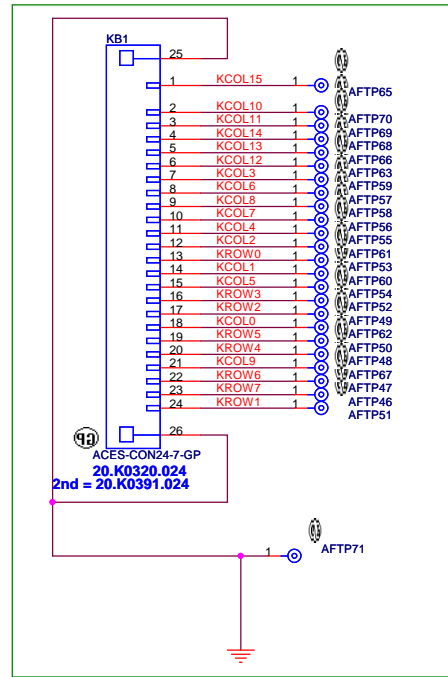 KB1
25
1 KCOL15 1 AFTP65
2 KCOL10 1 AFTP70
3 KCOL11 1 AFTP69
4 KCOL14 1 AFTP68
5 KCOL13 1 AFTP66
6 KCOL12 1 AFTP63
7 KCOL3 1 AFTP59
8 KCOL6 1 AFTP57
9 KCOL8 1 AFTP58
10 KCOL7 1 AFTP56
11 KCOL4 1 AFTP55
12 KCOL2 1 AFTP61
13 KROW0 1 AFTP53
14 KCOL1 1 AFTP60
15 KCOL5 1 AFTP54
16 KROW3 1 AFTP52
17 KROW2 1 AFTP49
18 KCOL0 1 AFTP62
19 KROW5 1 AFTP50
20 KROW4 1 AFTP48
21 KCOL9 1 AFTP67
22 KROW6 1 AFTP47
23 KROW7 1 AFTP46
24 KROW1 1 AFTP51
26
ACES-CON24-7-GP
20.K0320.024
2nd = 20.K0391.024
1 AFTP71